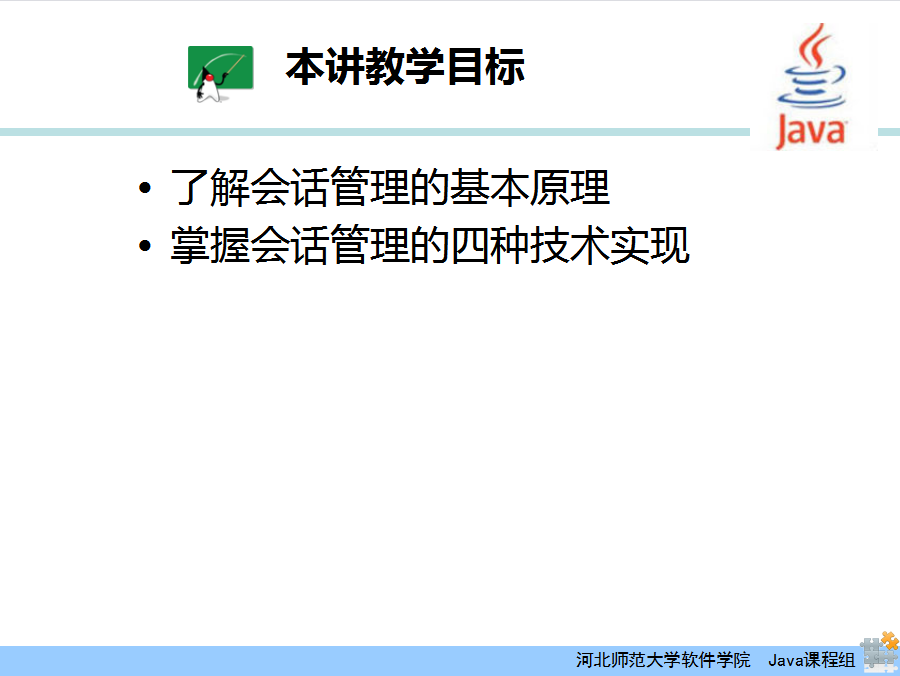 本讲教学目标
Java
• 了解会话管理的基本原理
• 掌握会话管理的四种技术实现
河北师范大学软件学院 Java课程组